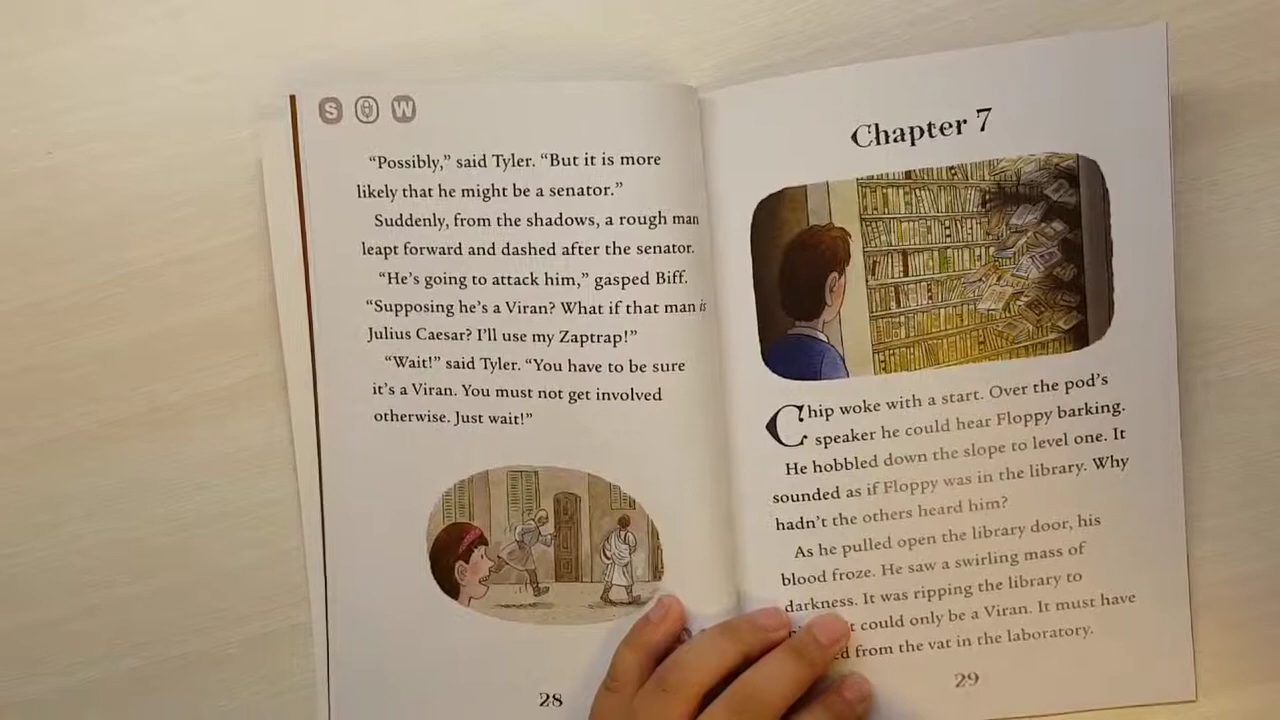 S W
“Possibly,” said Tyler. “But it is more
likely that he might be a senator.”
Suddenly, from the shadows, a rough man
leapt forward and dashed after the senator.
“He’s going to attack him,” gasped Biff.
“Supposing he’s a Viran? What if that man is
Julius Caesar? I’ll use my Zaptrap!”
“Wait!” said Tyler. “You have to be sure
it’s a Viran. You must not get involved
otherwise. Just wait!”
28
Chapter 7
Chip woke with a start. Over the pod’s
speaker he could hear Floppy barking.
He hobbled down the slope to level one. It
sounded as if Floppy was in the library. Why
hadn’t the others heard him?
As he pulled open the library door, his
blood froze. He saw a swirling mass of
darkness. It was ripping the library to
could only be a Viran. It must have
from the vat in the laboratory.
29